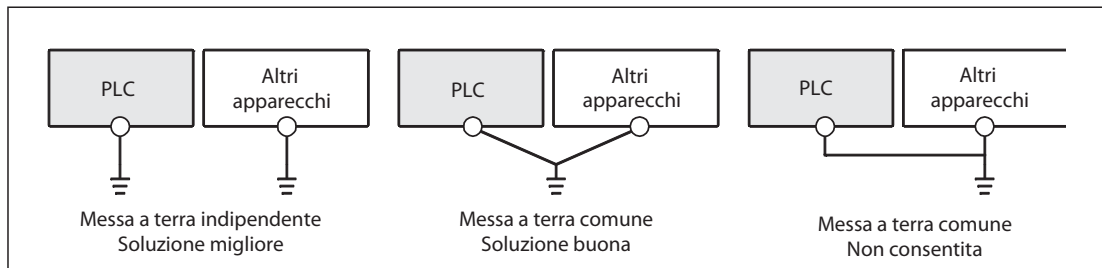 PLC
Altri
apparecchi
PLC
Altri
apparecchi
PLC
Altri
apparecchi
Messa a terra indipendente
Soluzione migliore
Messa a terra comune
Soluzione buona
Messa a terra comune
Non consentita